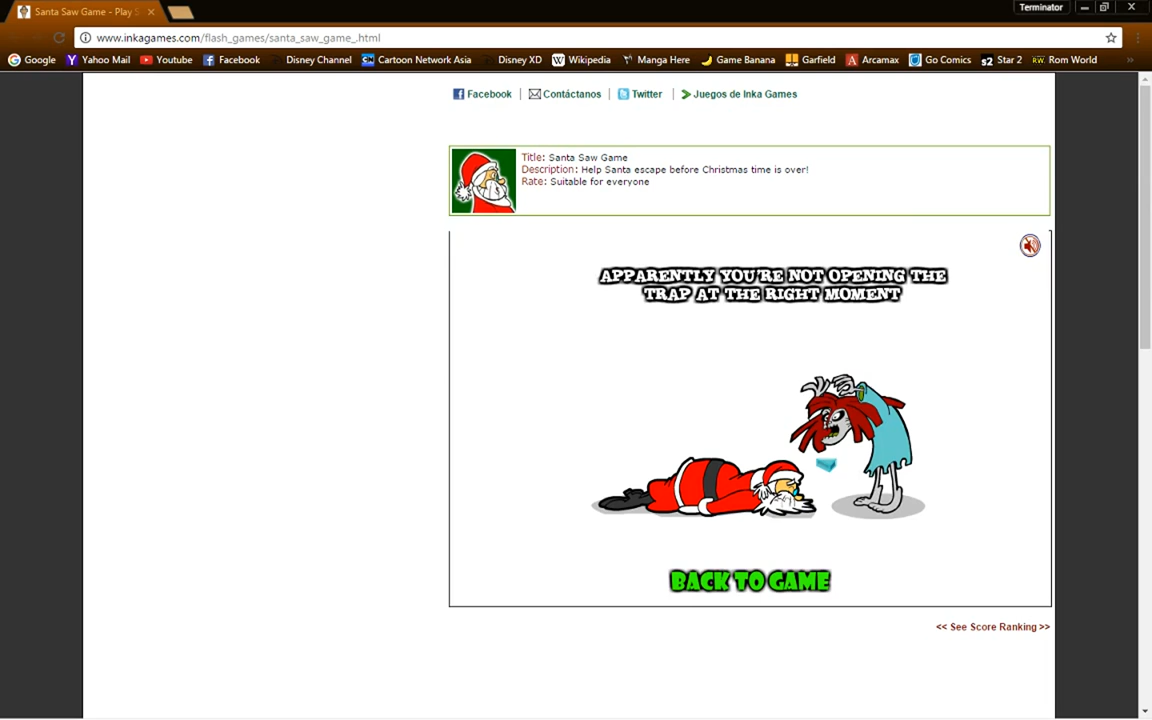 Santa Saw Game - Play S
Terminator
www.inkagames.com/flash_games/santa_saw_game_.html
Google Yahoo Mail Youtube Facebook Disney Channel Cartoon Network Asia Disney XD Wikipedia Manga Here Game Banana Garfield Arcamax Go Comics Star 2 Rom World
Facebook | Contáctanos | Twitter | Juegos de Inka Games
Title: Santa Saw Game
Description: Help Santa escape before Christmas time is over!
Rate: Suitable for everyone
APPARENTLY YOU'RE NOT OPENING THE
TRAP AT THE RIGHT MOMENT
BACK TO GAME
<< See Score Ranking >>